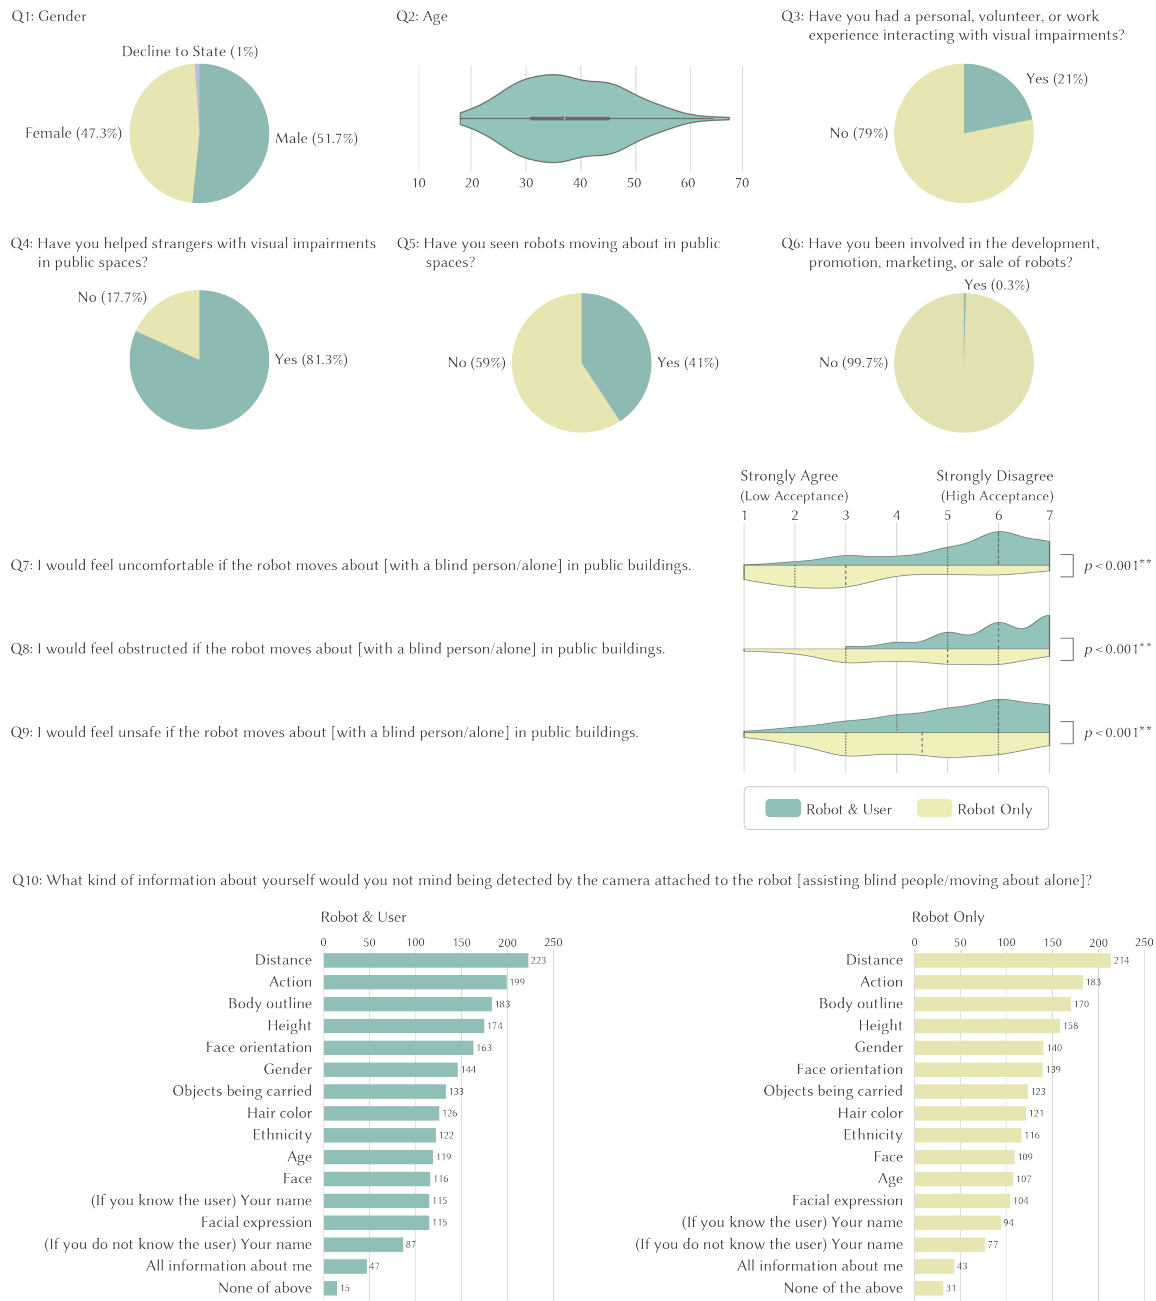 Q1: Gender
Decline to State (1%)
Female (47.3%)
Male (51.7%)
Q2: Age
10 20 30 40 50 60 70
Q3: Have you had a personal, volunteer, or work
experience interacting with visual impairments?
Yes (21%)
No (79%)
Q4: Have you helped strangers with visual impairments
in public spaces?
No (17.7%)
Yes (81.3%)
Q5: Have you seen robots moving about in public
spaces?
No (59%)
Yes (41%)
Q6: Have you been involved in the development,
promotion, marketing, or sale of robots?
Yes (0.3%)
No (99.7%)
Strongly Agree Strongly Disagree
(Low Acceptance) (High Acceptance)
1 2 3 4 5 6 7
Q7: I would feel uncomfortable if the robot moves about [with a blind person/alone] in public buildings.
p < 0.001**
Q8: I would feel obstructed if the robot moves about [with a blind person/alone] in public buildings.
p < 0.001**
Q9: I would feel unsafe if the robot moves about [with a blind person/alone] in public buildings.
p < 0.001**
Robot & User Robot Only
Q10: What kind of information about yourself would you not mind being detected by the camera attached to the robot [assisting blind people/moving about alone]?
Robot & User
0 50 100 150 200 250
Distance 223
Action 199
Body outline 183
Height 174
Face orientation 163
Gender 144
Objects being carried 133
Hair color 126
Ethnicity 122
Age 119
Face 116
(If you know the user) Your name 115
Facial expression 115
(If you do not know the user) Your name 87
All information about me 47
None of above 15
Robot Only
0 50 100 150 200 250
Distance 214
Action 183
Body outline 170
Height 158
Gender 140
Face orientation 139
Objects being carried 123
Hair color 121
Ethnicity 116
Face 109
Age 107
Facial expression 104
(If you know the user) Your name 94
(If you do not know the user) Your name 77
All information about me 43
None of the above 31